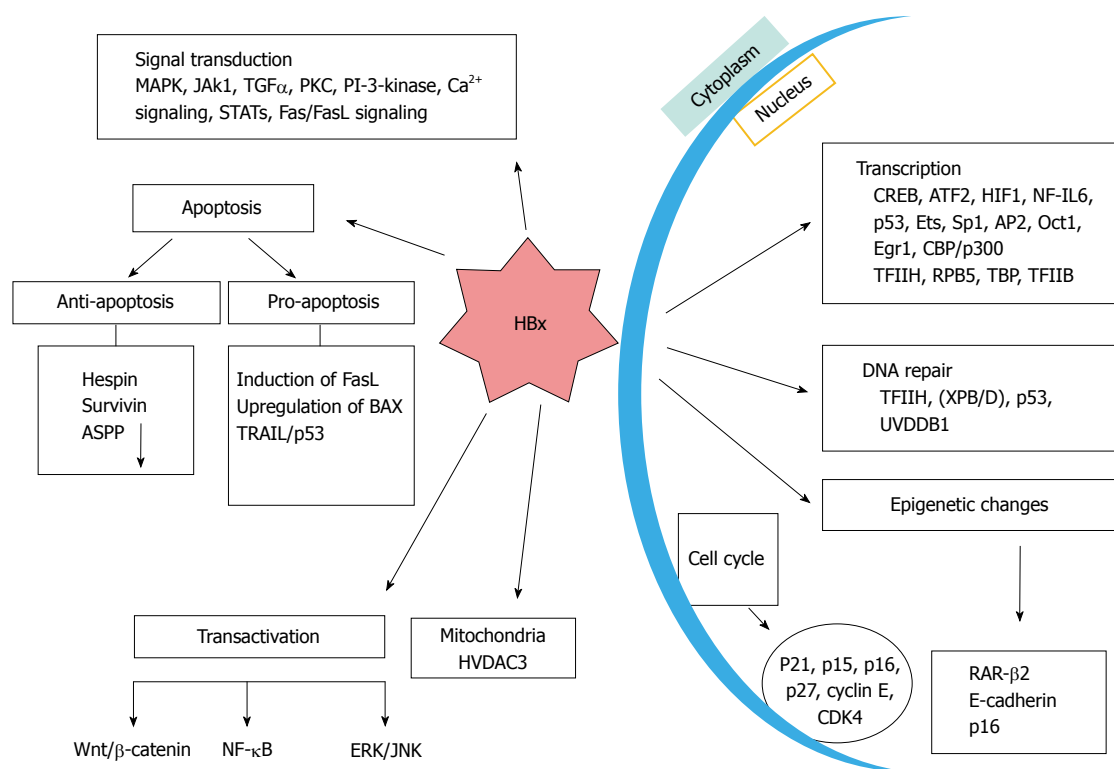 Signal transduction
MAPK, JAk1, TGFα, PKC, PI-3-kinase, Ca²⁺
signaling, STATs, Fas/FasL signaling
Cytoplasm
Nucleus
Apoptosis
Anti-apoptosis
Pro-apoptosis
Hespin
Survivin
ASPP
Induction of FasL
Upregulation of BAX
TRAIL/p53
HBx
Transcription
CREB, ATF2, HIF1, NF-IL6,
p53, Ets, Sp1, AP2, Oct1,
Egr1, CBP/p300
TFIIH, RPB5, TBP, TFIIB
DNA repair
TFIIH, (XPB/D), p53,
UVDDB1
Epigenetic changes
Cell cycle
Transactivation
Mitochondria
HVDAC3
P21, p15, p16,
p27, cyclin E,
CDK4
RAR-β2
E-cadherin
p16
Wnt/β-catenin
NF-κB
ERK/JNK